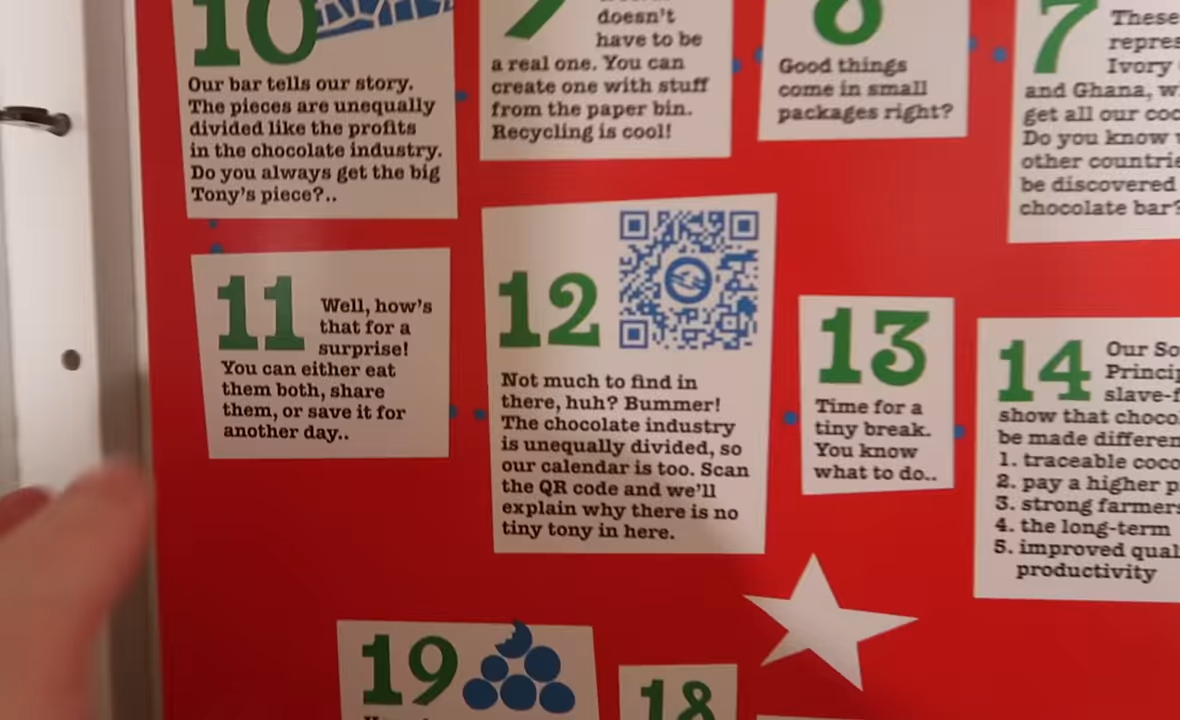 10
Our bar tells our story.
The pieces are unequally
divided like the profits
in the chocolate industry.
Do you always get the big
Tony's piece?..
doesn't
have to be
a real one. You can
create one with stuff
from the paper bin.
Recycling is cool!
8
Good things
come in small
packages right?
7
These
Ivory
and Ghana,
get all our
Do you know
other
be discovered
chocolate bar?
11
Well, how's
that for a
surprise!
You can either eat
them both, share
them, or save it for
another day..
12
Not much to find in
there, huh? Bummer!
The chocolate industry
is unequally divided, so
our calendar is too. Scan
the QR code and we'll
explain why there is no
tiny tony in here.
13
Time for a
tiny break.
You know
what to do..
14
Our
show that
be made
1. traceable
2. pay a higher
3. strong
4. the long-term
5. improved
productivity
19
18